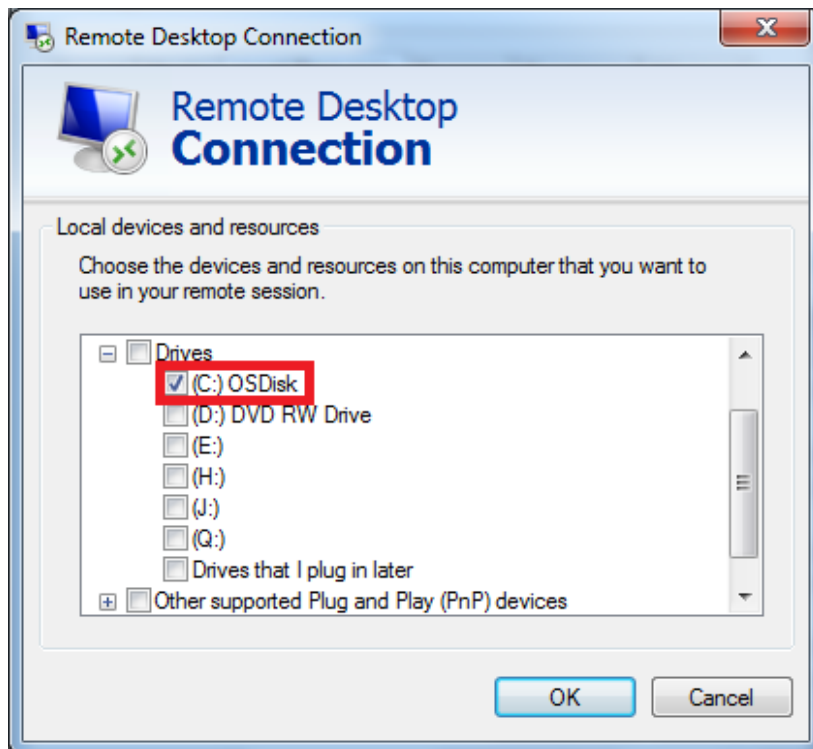 Remote Desktop Connection
Remote Desktop
Connection
Local devices and resources
Choose the devices and resources on this computer that you want to
use in your remote session.
Drives
(C:) OSDisk
(D:) DVD RW Drive
(E:)
(H:)
(J:)
(Q:)
Drives that I plug in later
Other supported Plug and Play (PnP) devices
OK Cancel